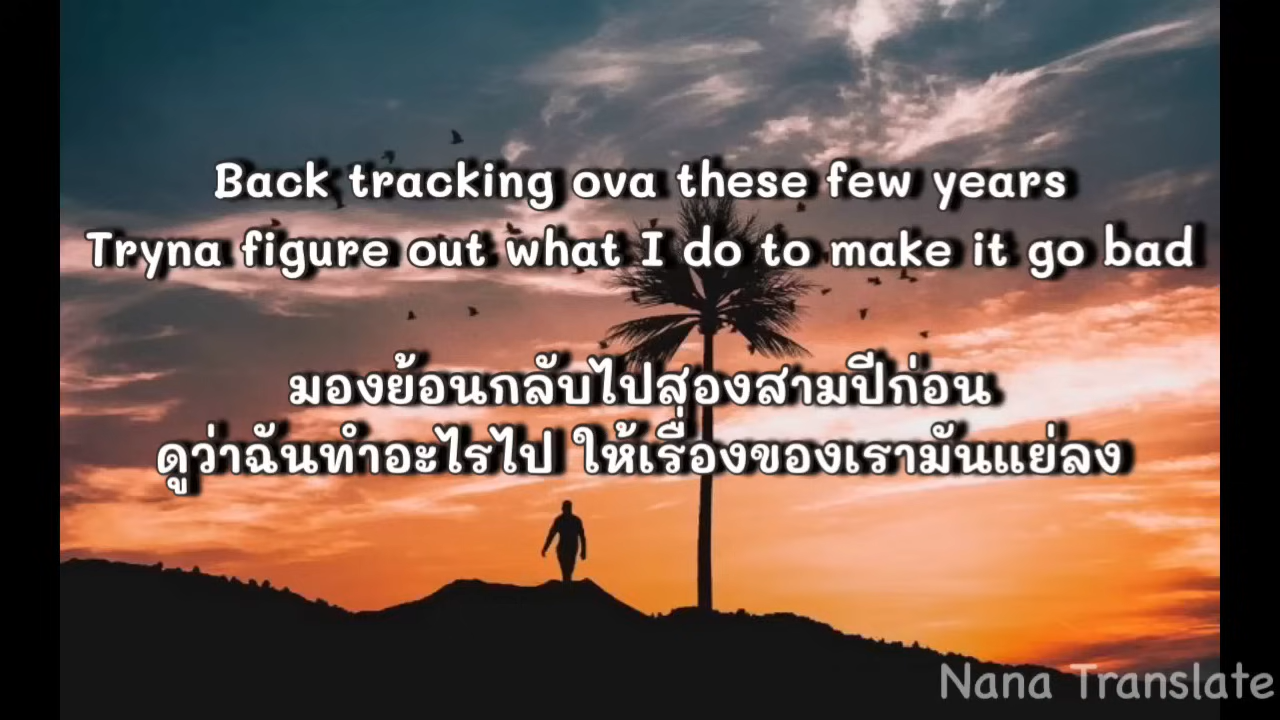 Back tracking ova these few years
Tryna figure out what I do to make it go bad
มองย้อนกลับไปสองสามปีก่อน
ดูว่าฉันทำอะไรไป ให้เรื่องของเรามันแย่ลง
Nana Translate